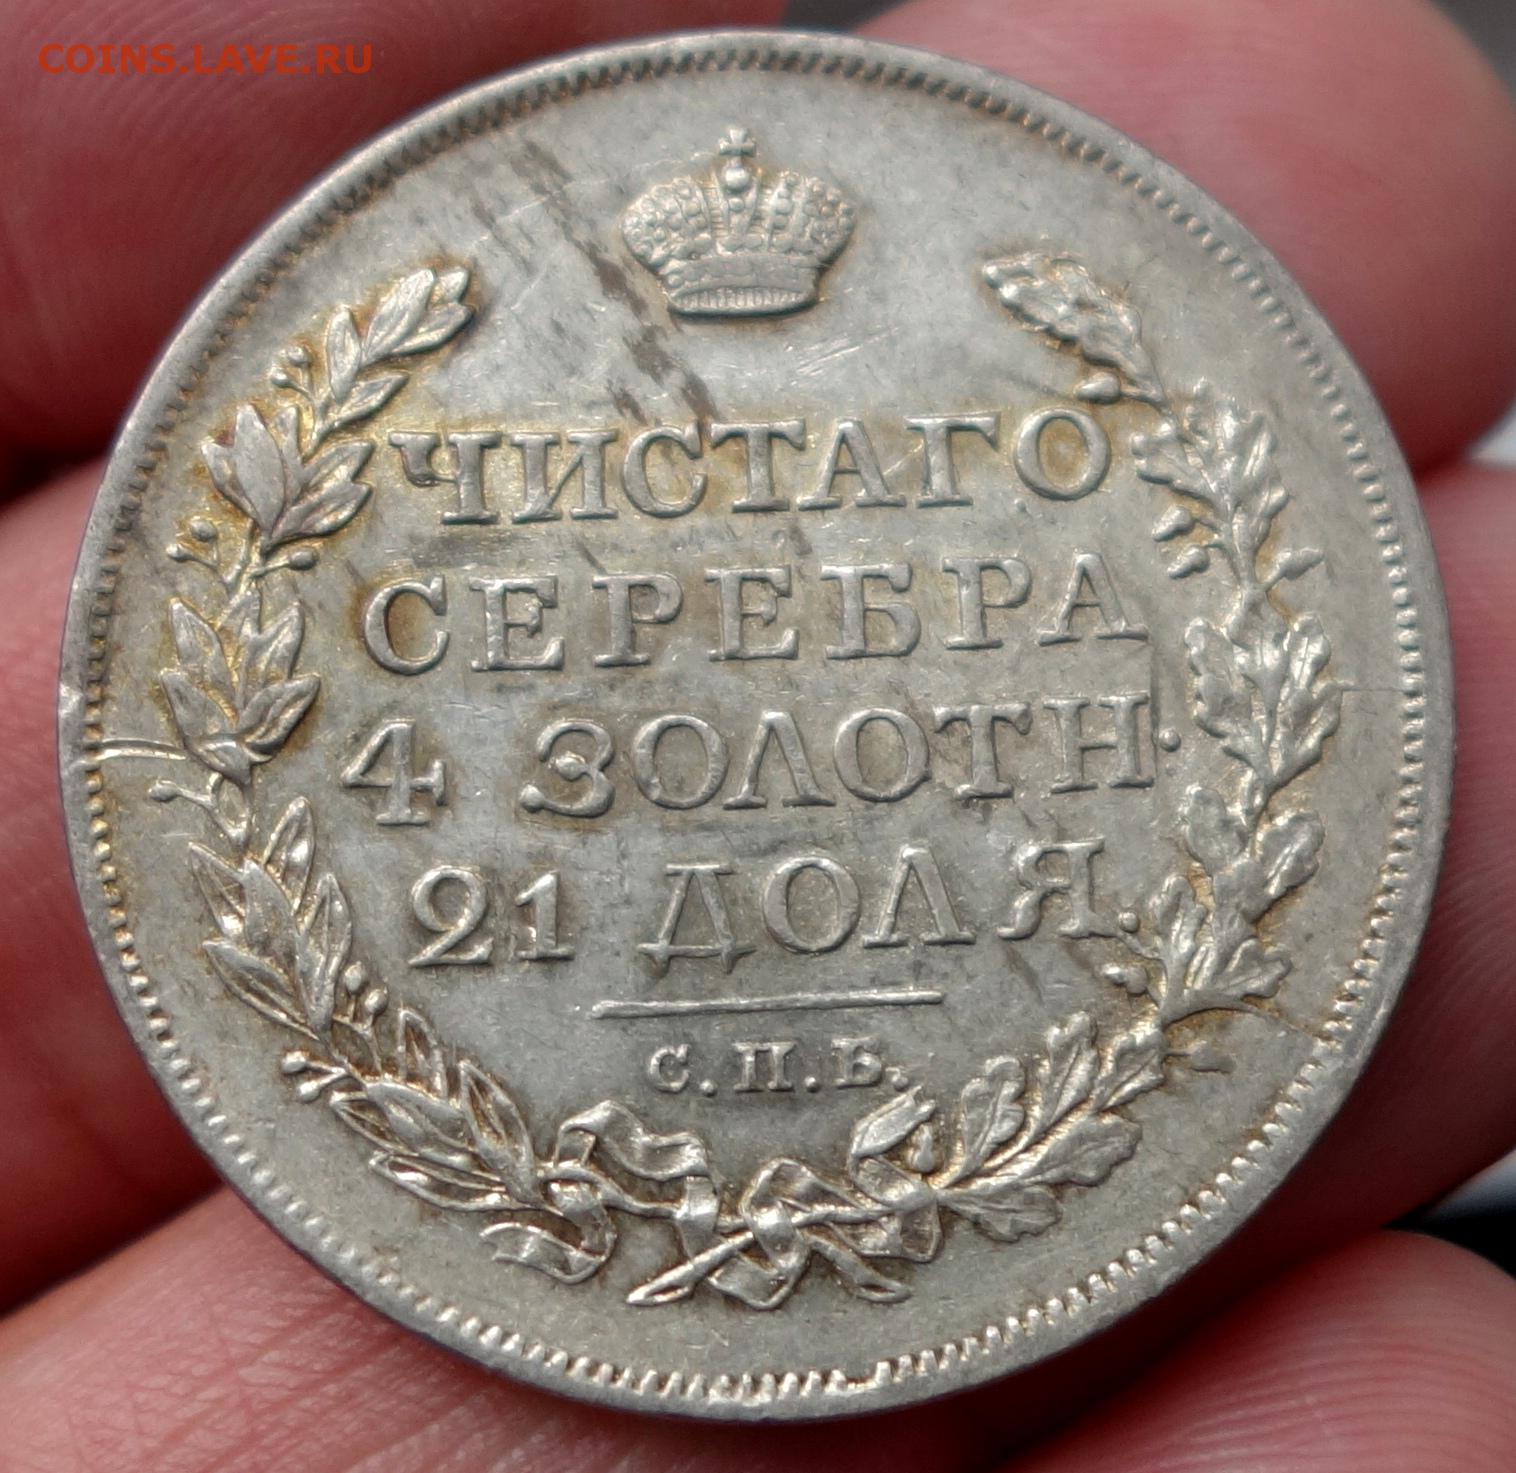 COINS.LAVE.RU
ЧИСТАГО
СЕРЕБРА
4 ЗОЛОТН.
21 ДОЛЯ.
С.П.Б.